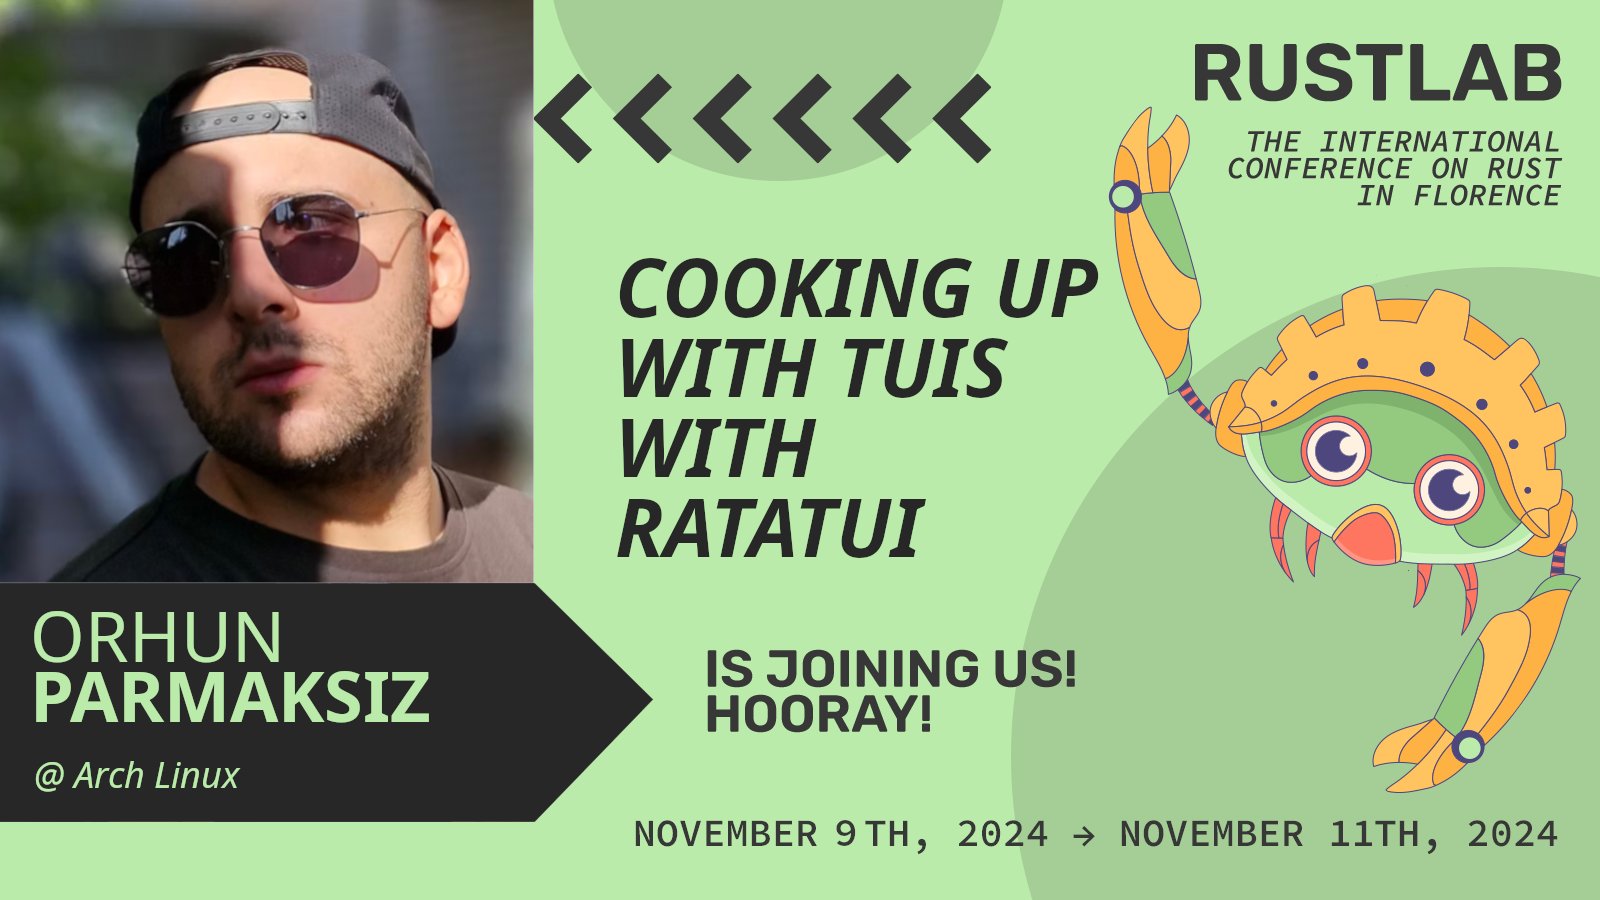 RUSTLAB
THE INTERNATIONAL
CONFERENCE ON RUST
IN FLORENCE
COOKING UP
WITH TUIS
WITH
RATATUI
ORHUN
PARMAKSIZ
@ Arch Linux
IS JOINING US!
HOORAY!
NOVEMBER 9TH, 2024 → NOVEMBER 11TH, 2024